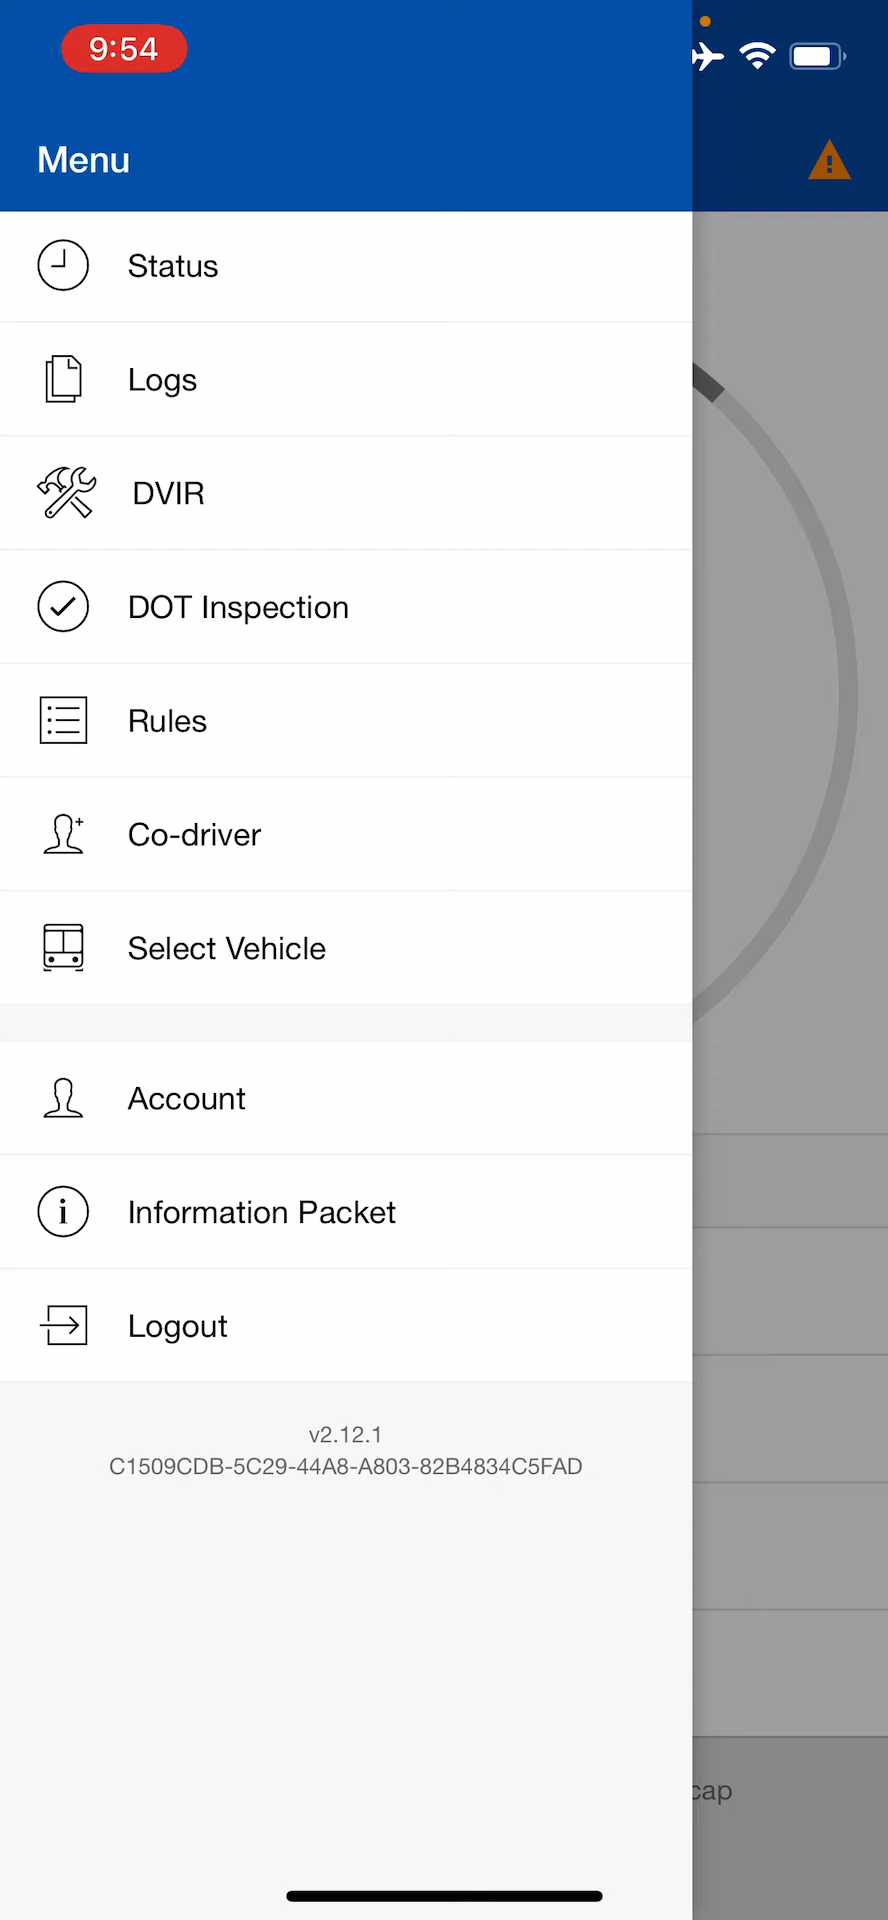 9:54
Menu
Status
Logs
DVIR
DOT Inspection
Rules
Co-driver
Select Vehicle
Account
Information Packet
Logout
v2.12.1
C1509CDB-5C29-44A8-A803-82B4834C5FAD
cap